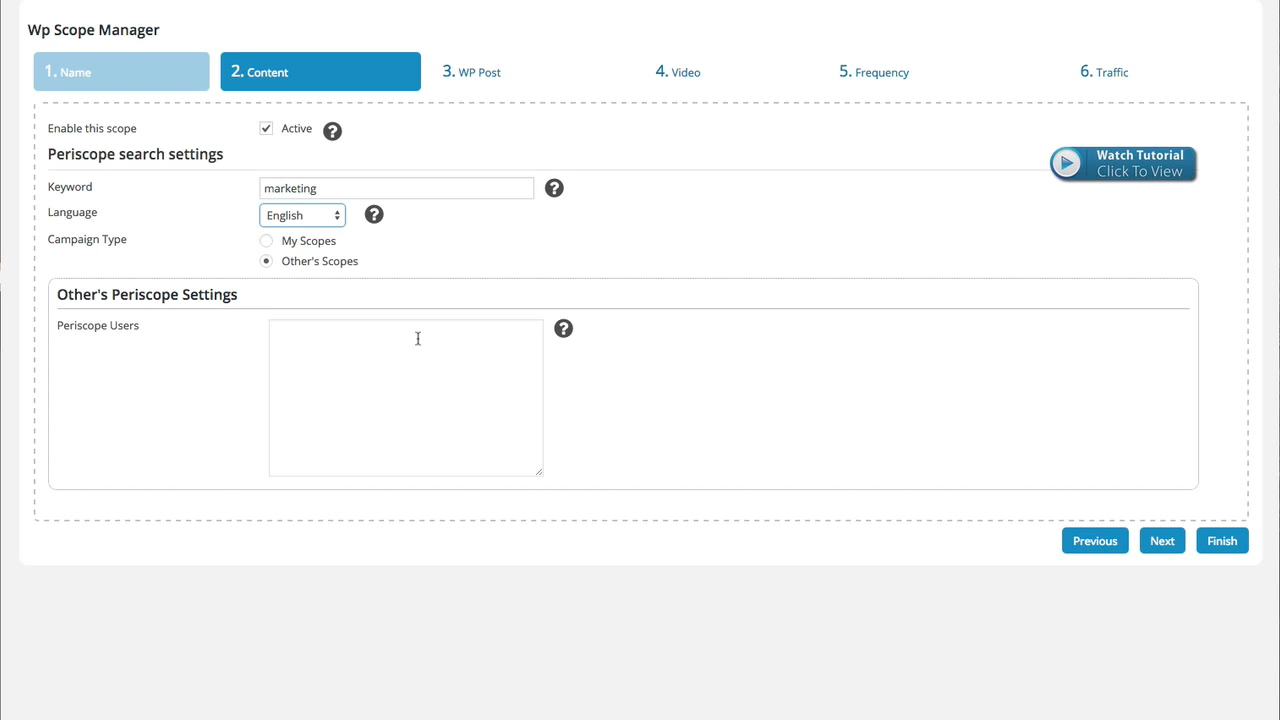 Wp Scope Manager
1. Name 2. Content 3. WP Post 4. Video 5. Frequency 6. Traffic
Enable this scope Active ?
Periscope search settings
Watch Tutorial
Click To View
Keyword marketing ?
Language English ?
Campaign Type My Scopes
Other's Scopes
Other's Periscope Settings
Periscope Users ?
Previous Next Finish